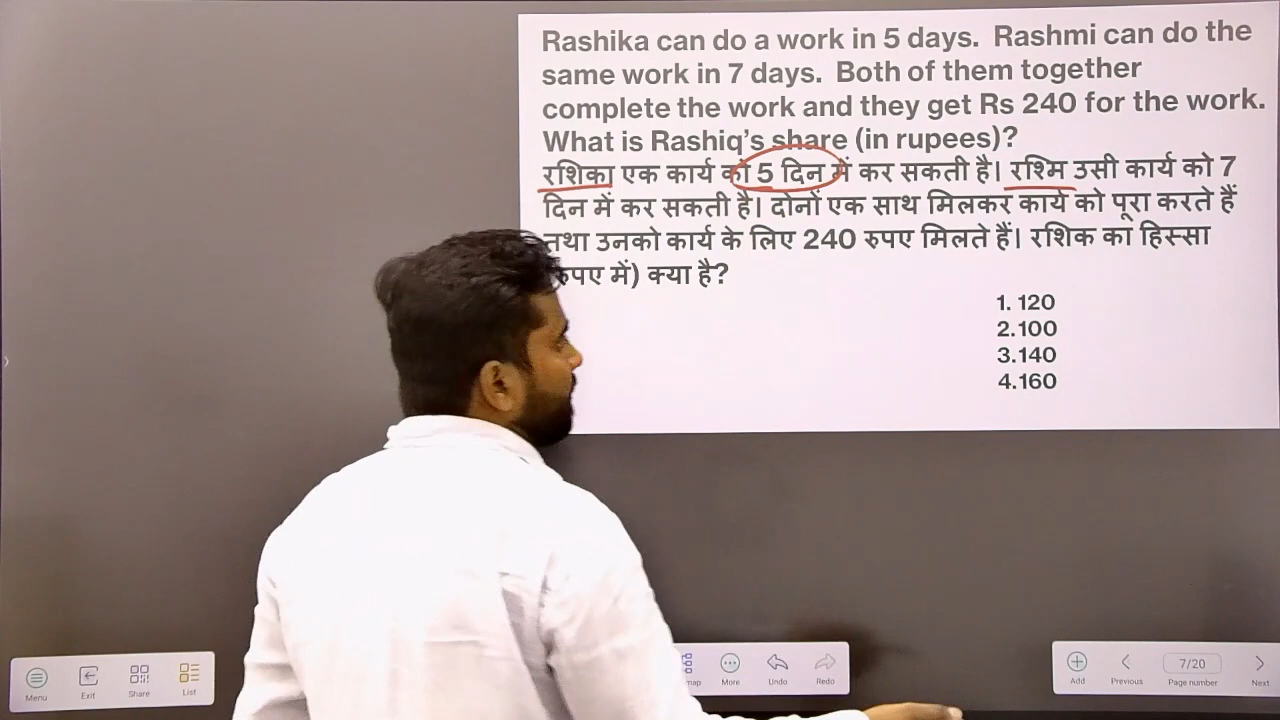 Rashika can do a work in 5 days. Rashmi can do the
same work in 7 days. Both of them together
complete the work and they get Rs 240 for the work.
What is Rashiq's share (in rupees)?
रशिका एक कार्य को 5 दिन में कर सकती है। रश्मि उसी कार्य को 7
दिन में कर सकती है। दोनों एक साथ मिलकर कार्य को पूरा करते हैं
तथा उनको कार्य के लिए 240 रुपए मिलते हैं। रशिक का हिस्सा
में) क्या है?
1. 120
2.100
3.140
4.160
Menu
Exit
Share
List
More
Undo
Redo
Add
Previous
7/20
Page number
Next